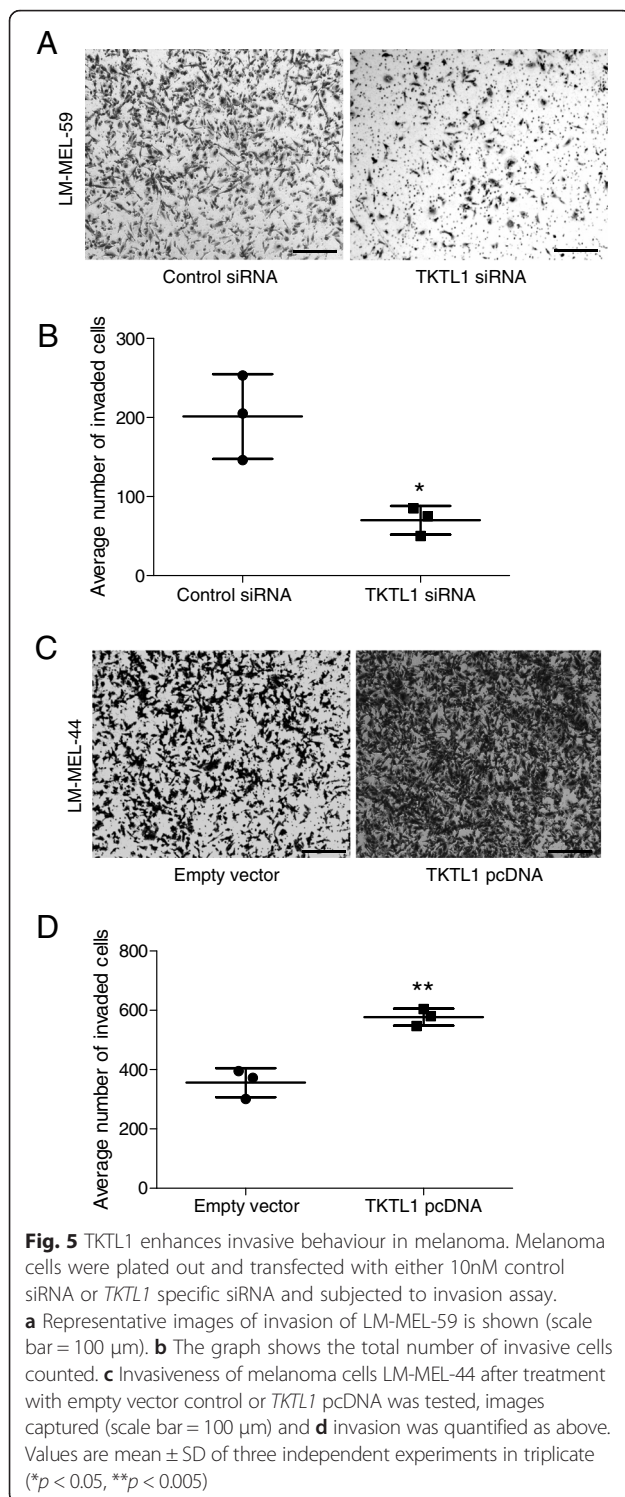 A
LM-MEL-59
Control siRNA
TKTL1 siRNA
B
Average number of invaded cells
300
200
100
0
*
Control siRNA
TKTL1 siRNA
C
LM-MEL-44
Empty vector
TKTL1 pcDNA
D
Average number of invaded cells
800
600
400
200
0
**
Empty vector
TKTL1 pcDNA
Fig. 5 TKTL1 enhances invasive behaviour in melanoma. Melanoma
cells were plated out and transfected with either 10nM control
siRNA or TKTL1 specific siRNA and subjected to invasion assay.
a Representative images of invasion of LM-MEL-59 is shown (scale
bar = 100 μm). b The graph shows the total number of invasive cells
counted. c Invasiveness of melanoma cells LM-MEL-44 after treatment
with empty vector control or TKTL1 pcDNA was tested, images
captured (scale bar = 100 μm) and d invasion was quantified as above.
Values are mean ± SD of three independent experiments in triplicate
(*p < 0.05, **p < 0.005)